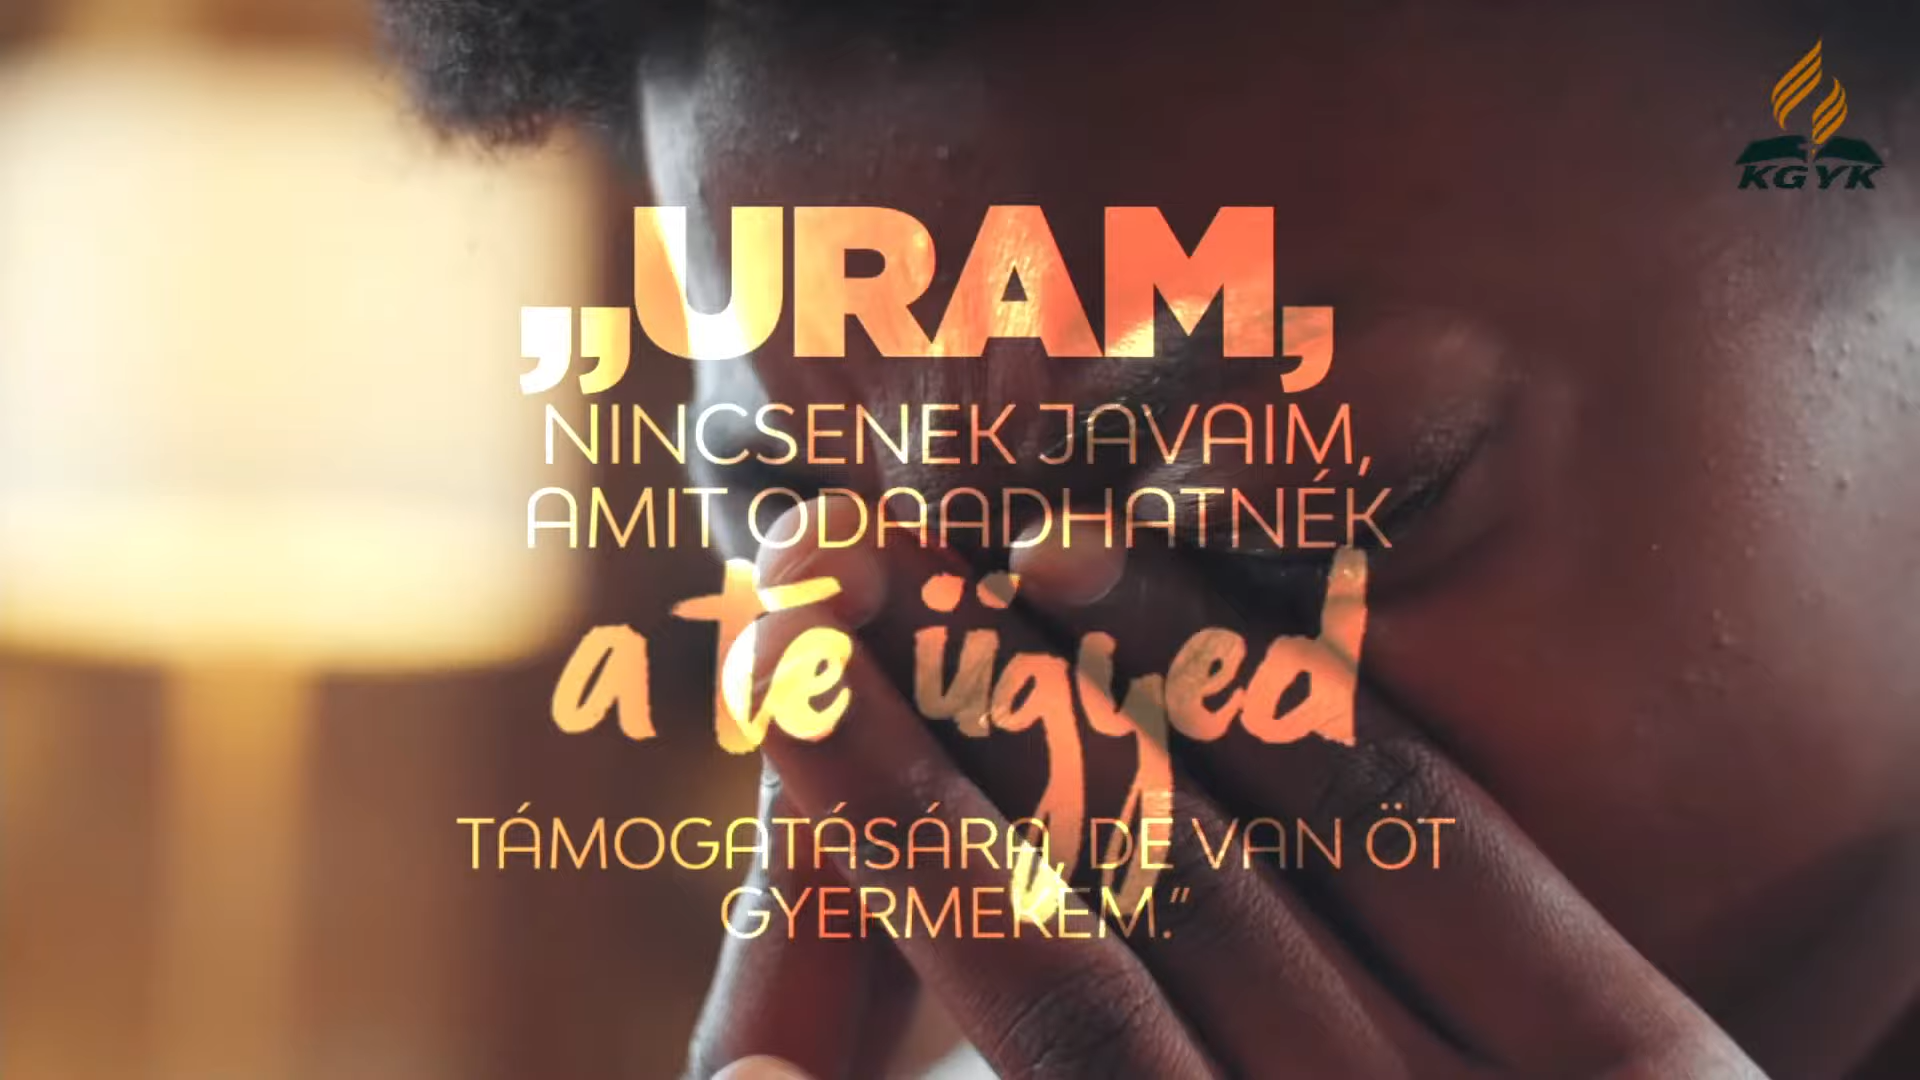 KGYK
„URAM,
NINCSENEK JAVAIM,
AMIT ODAADHATNÉK
a te ügyed
TÁMOGATÁSÁRA, DE VAN ÖT
GYERMEKEM.”